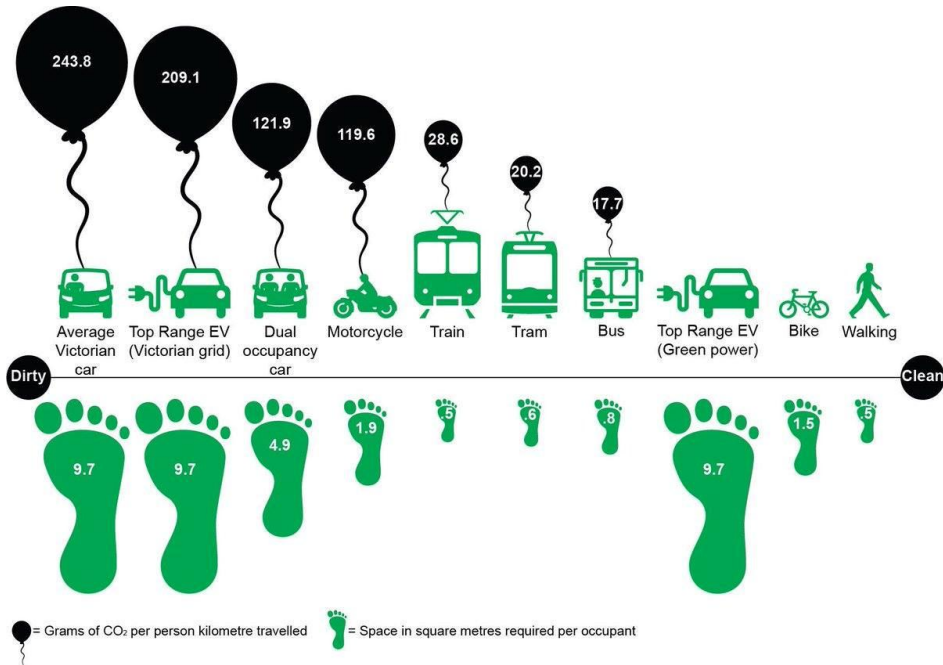 243.8
209.1
121.9
119.6
28.6
20.2
17.7
Average
Victorian
car
Top Range EV
(Victorian grid)
Dual
occupancy
car
Motorcycle
Train
Tram
Bus
Top Range EV
(Green power)
Bike
Walking
Dirty
Clean
9.7
9.7
4.9
1.9
.5
.6
.8
9.7
1.5
.5
= Grams of CO₂ per person kilometre travelled
= Space in square metres required per occupant